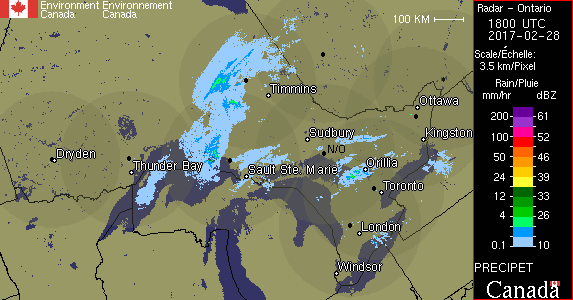 Environment Environnement
Canada Canada
100 KM
Timmins
Ottawa
Sudbury
Kingston
N/O
Dryden
Thunder Bay
Sault Ste. Marie
Orillia
Toronto
London
Windsor
Radar - Ontario
1800 UTC
2017-02-28
Scale/Échelle:
3.5 km/Pixel
Rain/Pluie
mm/hr dBZ
200 61
100 52
50 46
24 39
12 33
4 26
0.1 10
PRECIPET
Canada